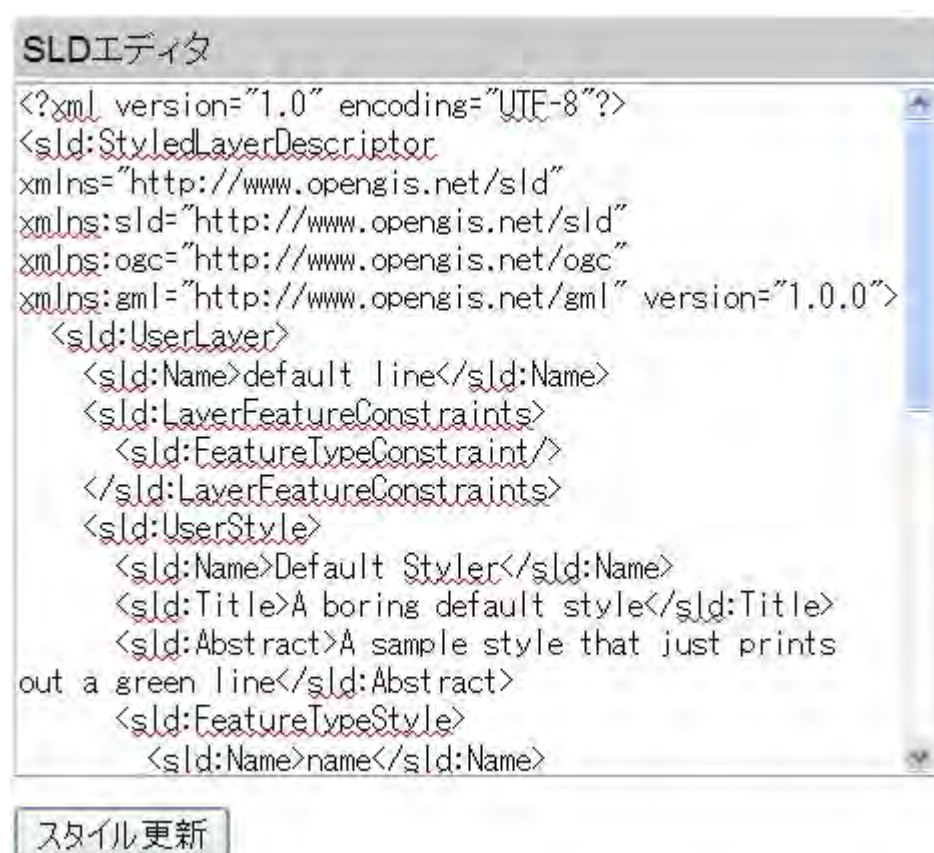 SLDエディタ
<?xml version="1.0" encoding="UTF-8"?>
<sld:StyledLayerDescriptor
xmlns="http://www.opengis.net/sld"
xmlns:sld="http://www.opengis.net/sld"
xmlns:ogc="http://www.opengis.net/ogc"
xmlns:gml="http://www.opengis.net/gml" version="1.0.0">
  <sld:UserLayer>
    <sld:Name>default line</sld:Name>
    <sld:LayerFeatureConstraints>
      <sld:FeatureTypeConstraint/>
    </sld:LayerFeatureConstraints>
    <sld:UserStyle>
      <sld:Name>Default Styler</sld:Name>
      <sld:Title>A boring default style</sld:Title>
      <sld:Abstract>A sample style that just prints
out a green line</sld:Abstract>
      <sld:FeatureTypeStyle>
        <sld:Name>name</sld:Name>
スタイル更新